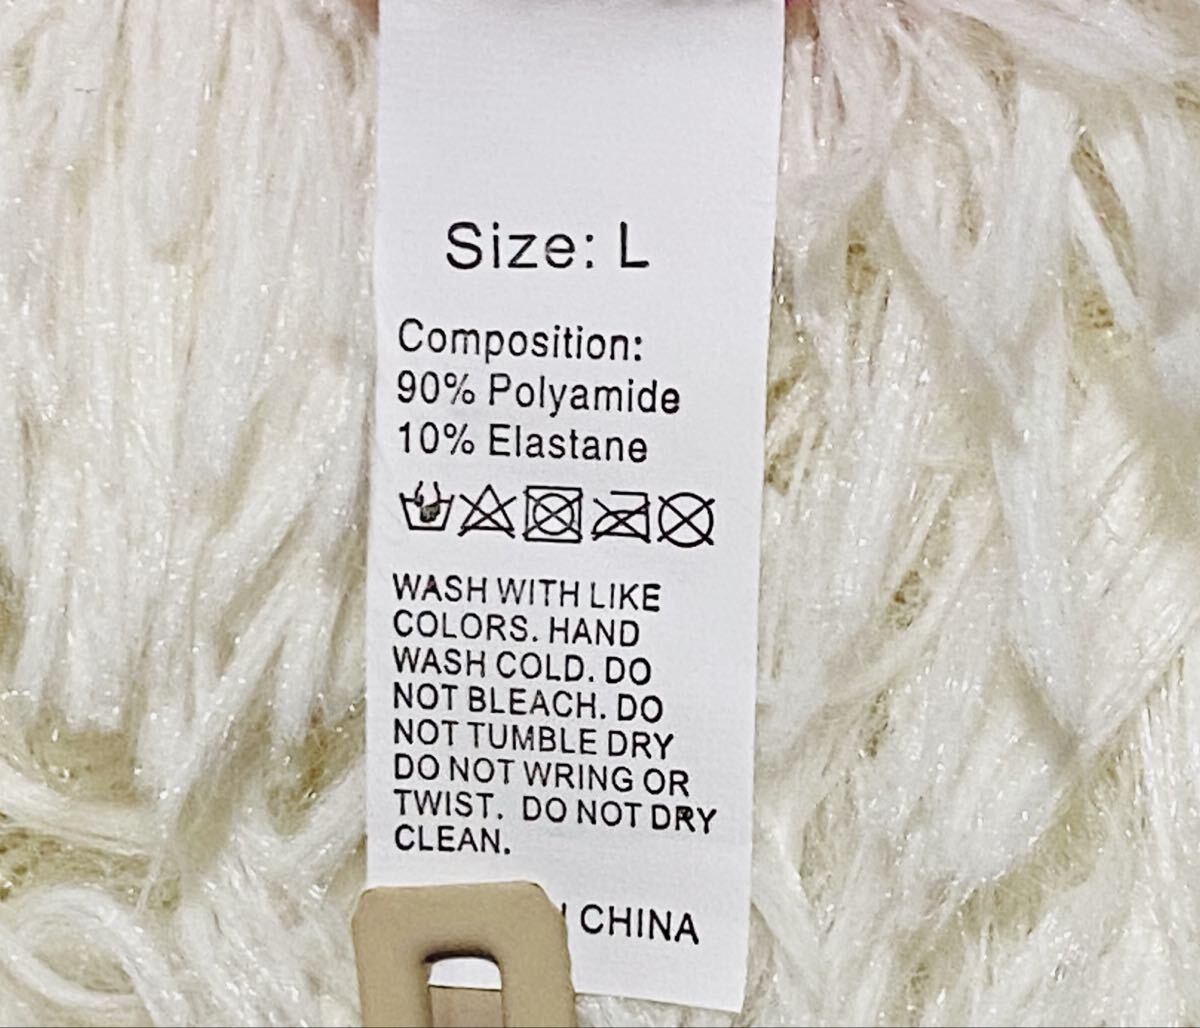 Size: L
Composition:
90% Polyamide
10% Elastane
WASH WITH LIKE
COLORS. HAND
WASH COLD. DO
NOT BLEACH. DO
NOT TUMBLE DRY
DO NOT WRING OR
TWIST. DO NOT DRY
CLEAN.
CHINA